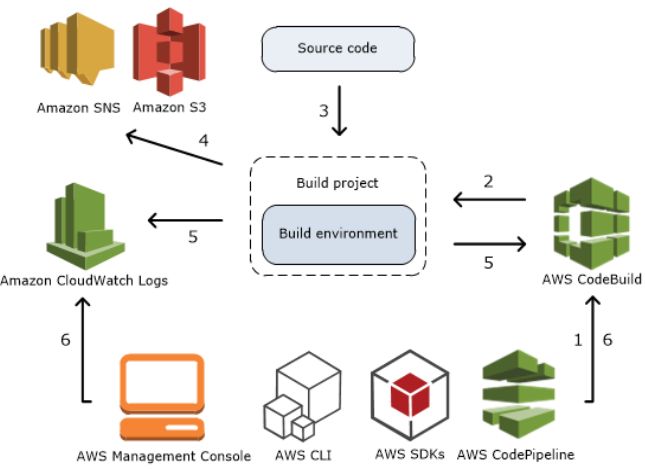 Source code
Amazon SNS
Amazon S3
3
4
Build project
2
Build environment
5
5
Amazon CloudWatch Logs
AWS CodeBuild
6
1
6
AWS Management Console
AWS CLI
AWS SDKs
AWS CodePipeline